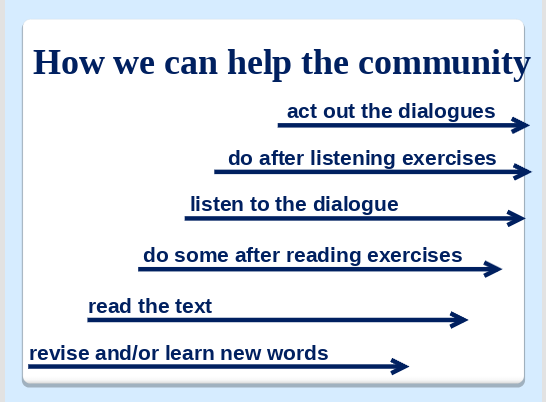 How we can help the community
act out the dialogues
do after listening exercises
listen to the dialogue
do some after reading exercises
read the text
revise and/or learn new words